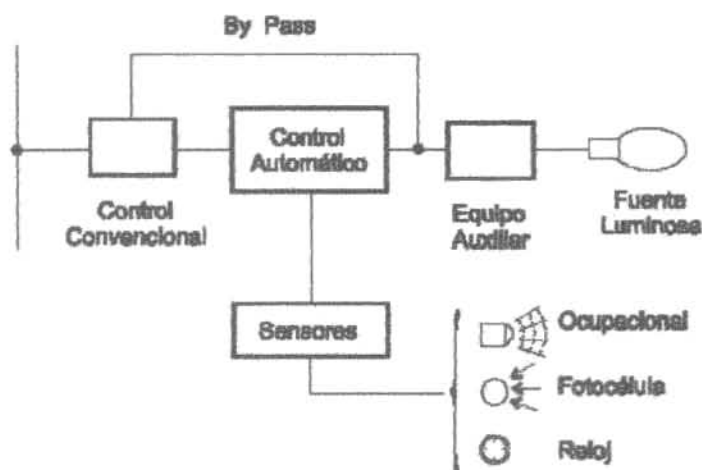 By Pass
Control
Automático
Control
Convencional
Equipo
Auxiliar
Fuente
Luminosa
Sensores
Ocupacional
Fotocélula
Reloj